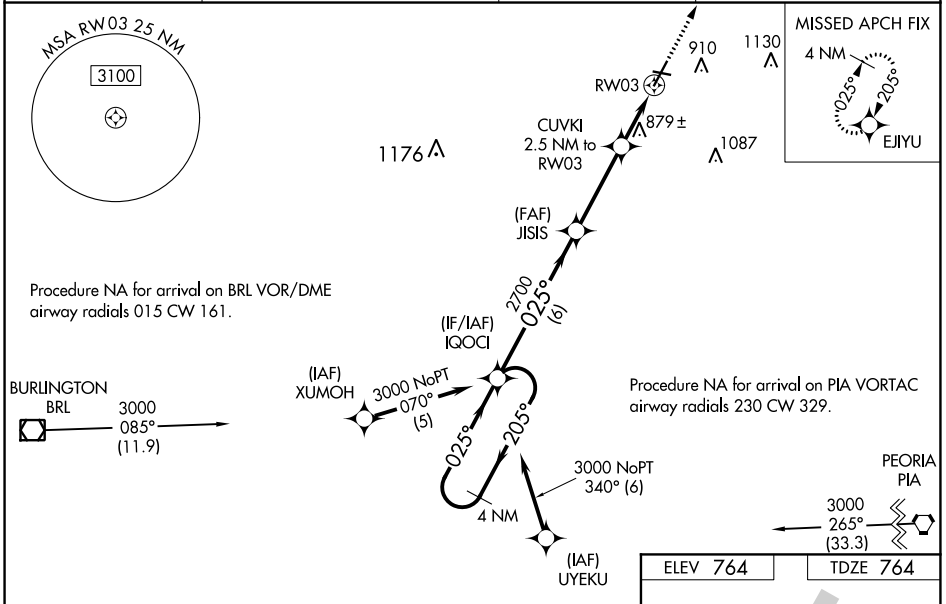 MSA RW03 25 NM
3100
MISSED APCH FIX
4 NM
025°
205°
EJIYU
910
1130
RW03
879±
CUVKI
2.5 NM to
RW03
1176
1087
(FAF)
JISIS
Procedure NA for arrival on BRL VOR/DME
airway radials 015 CW 161.
2700
025°
(6)
(IF/IAF)
IQOCI
(IAF)
XUMOH
3000 NoPT
070°
(5)
BURLINGTON
BRL
3000
085°
(11.9)
Procedure NA for arrival on PIA VORTAC
airway radials 230 CW 329.
025°
205°
4 NM
3000 NoPT
340° (6)
(IAF)
UYEKU
PEORIA
PIA
3000
265°
(33.3)
ELEV 764
TDZE 764